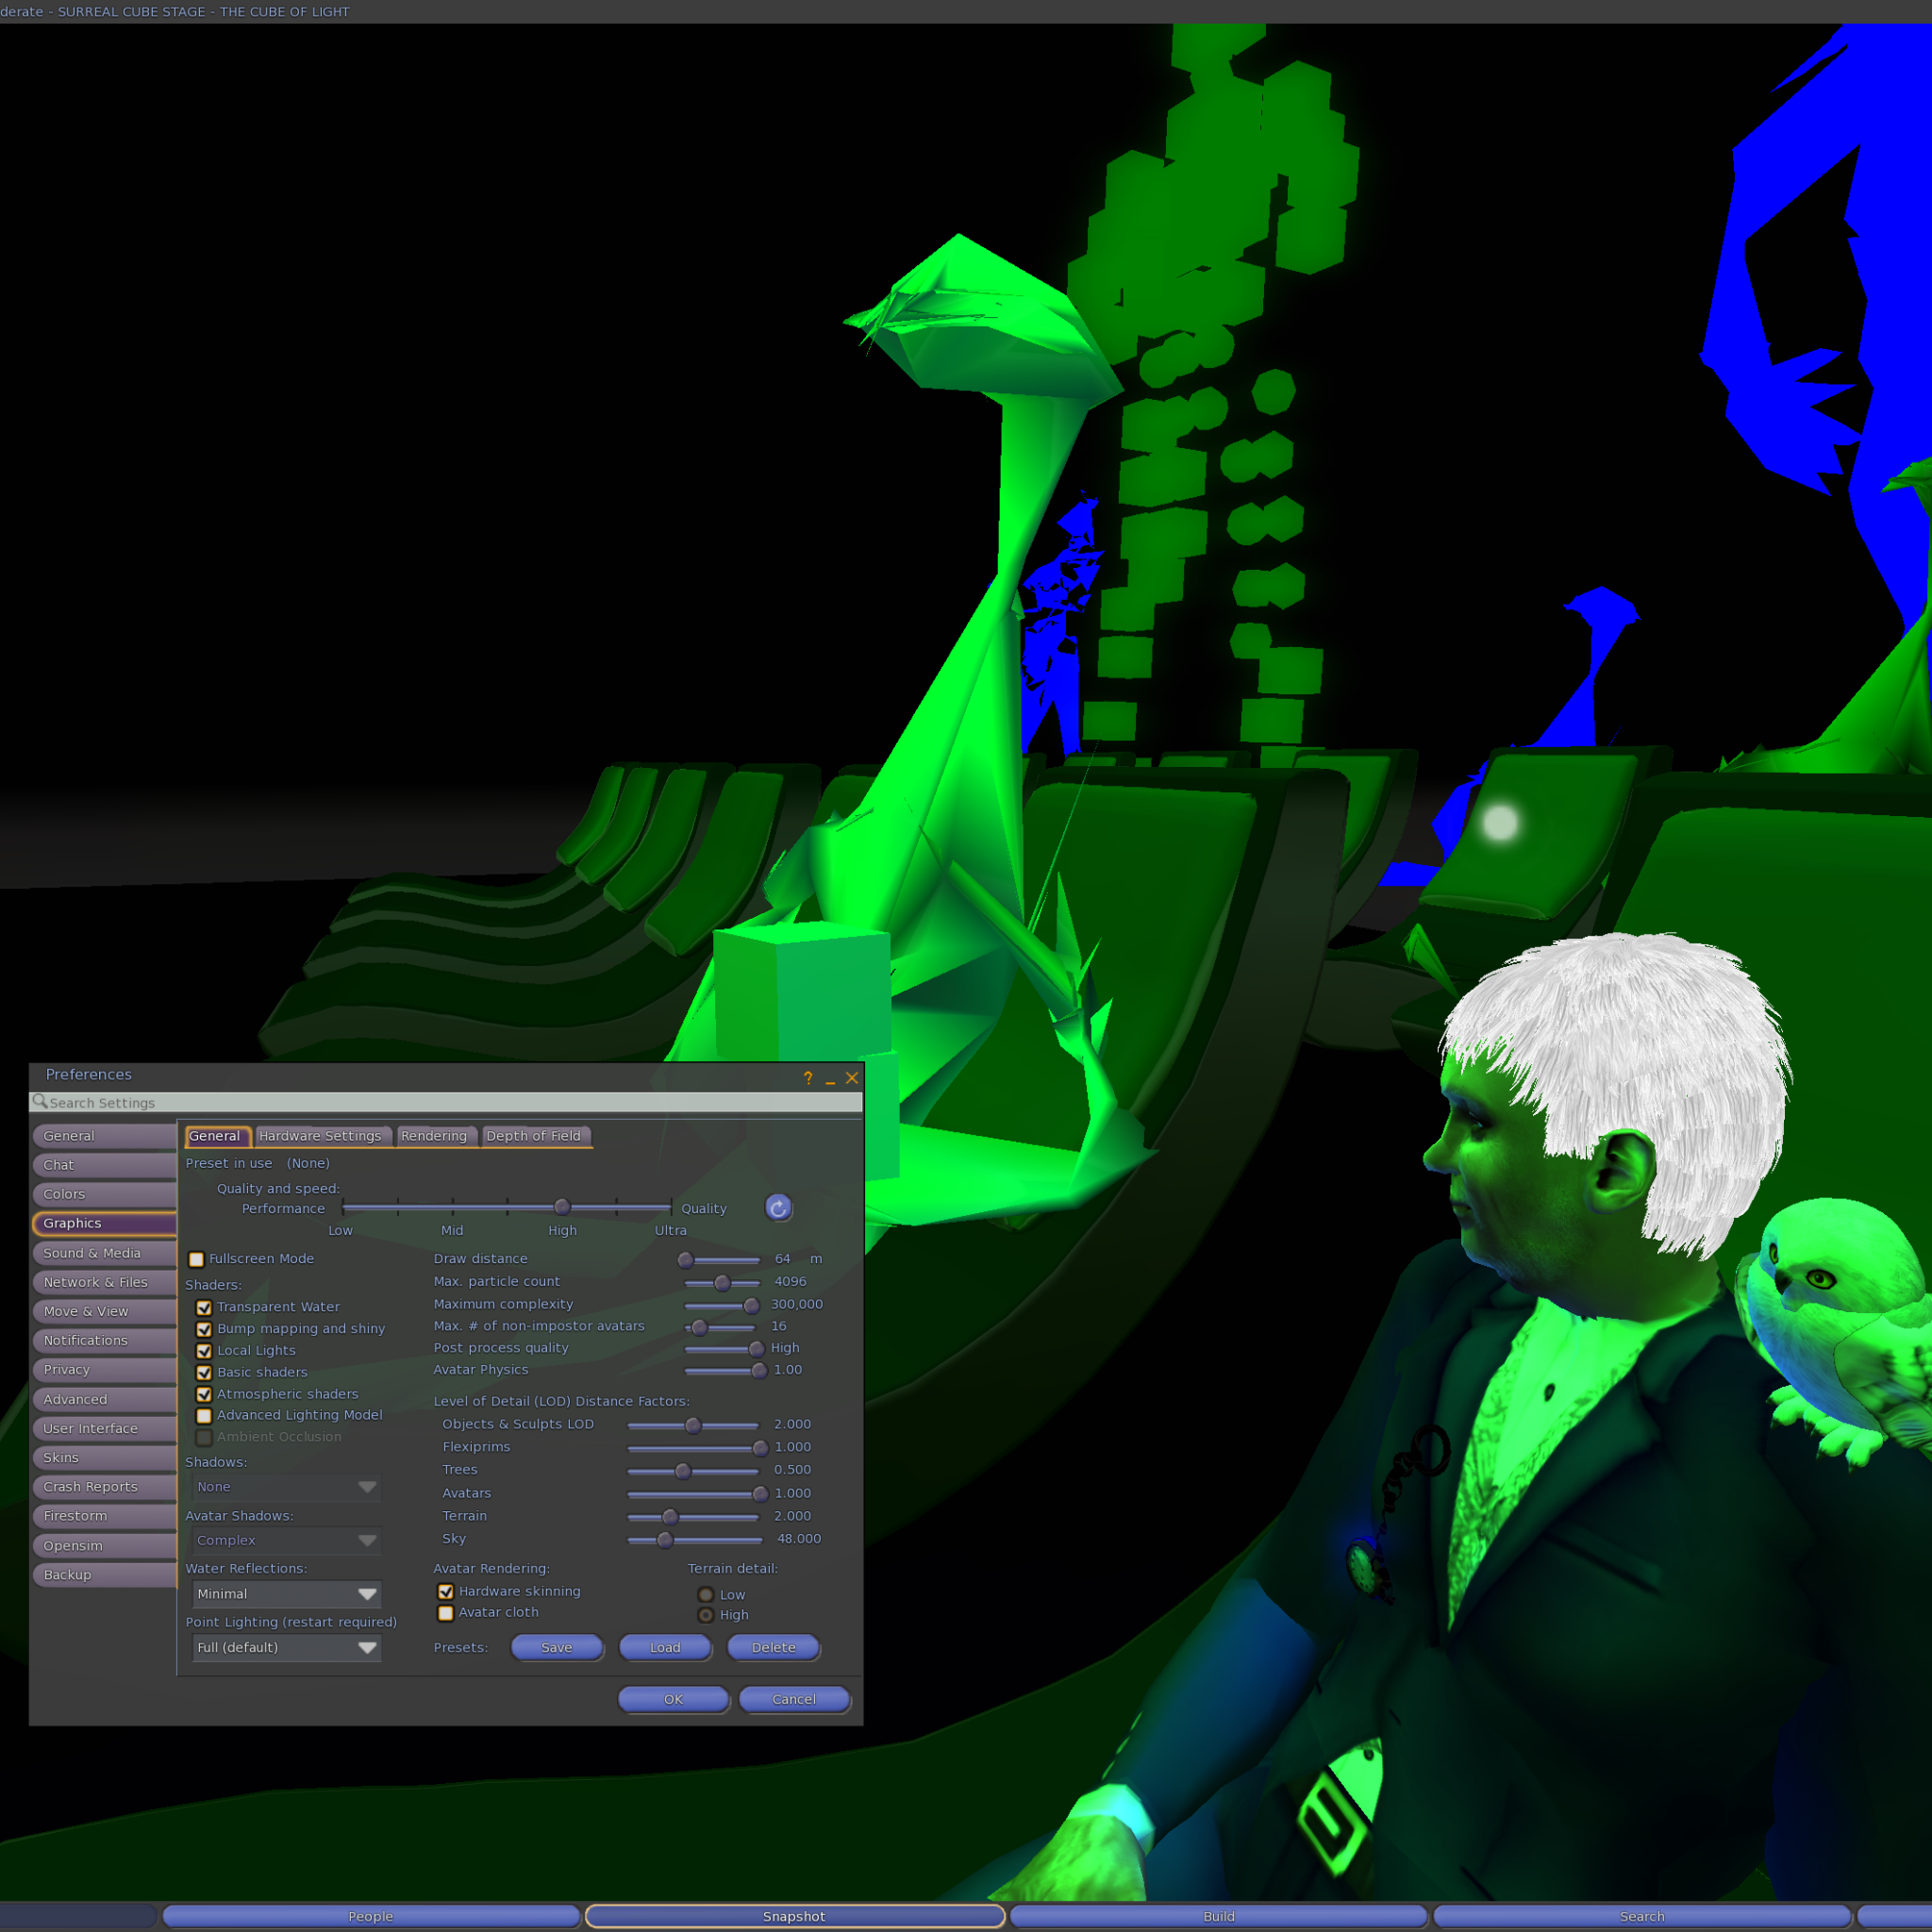 derate - SURREAL CUBE STAGE - THE CUBE OF LIGHT
Preferences
? _ X
Search Settings
General
Chat
Colors
Graphics
Sound & Media
Network & Files
Move & View
Notifications
Privacy
Advanced
User Interface
Skins
Crash Reports
Firestorm
Opensim
Backup
General Hardware Settings Rendering Depth of Field
Preset in use (None)
Quality and speed:
Performance Quality
Low Mid High Ultra
Fullscreen Mode
Shaders:
Transparent Water
Bump mapping and shiny
Local Lights
Basic shaders
Atmospheric shaders
Advanced Lighting Model
Ambient Occlusion
Shadows:
None
Avatar Shadows:
Complex
Water Reflections:
Minimal
Point Lighting (restart required)
Full (default)
Draw distance 64 m
Max. particle count 4096
Maximum complexity 300,000
Max. # of non-impostor avatars 16
Post process quality High
Avatar Physics 1.00
Level of Detail (LOD) Distance Factors:
Objects & Sculpts LOD 2.000
Flexiprims 1.000
Trees 0.500
Avatars 1.000
Terrain 2.000
Sky 48.000
Avatar Rendering:
Hardware skinning
Avatar cloth
Terrain detail:
Low
High
Presets: Save Load Delete
OK Cancel
People Snapshot Build Search